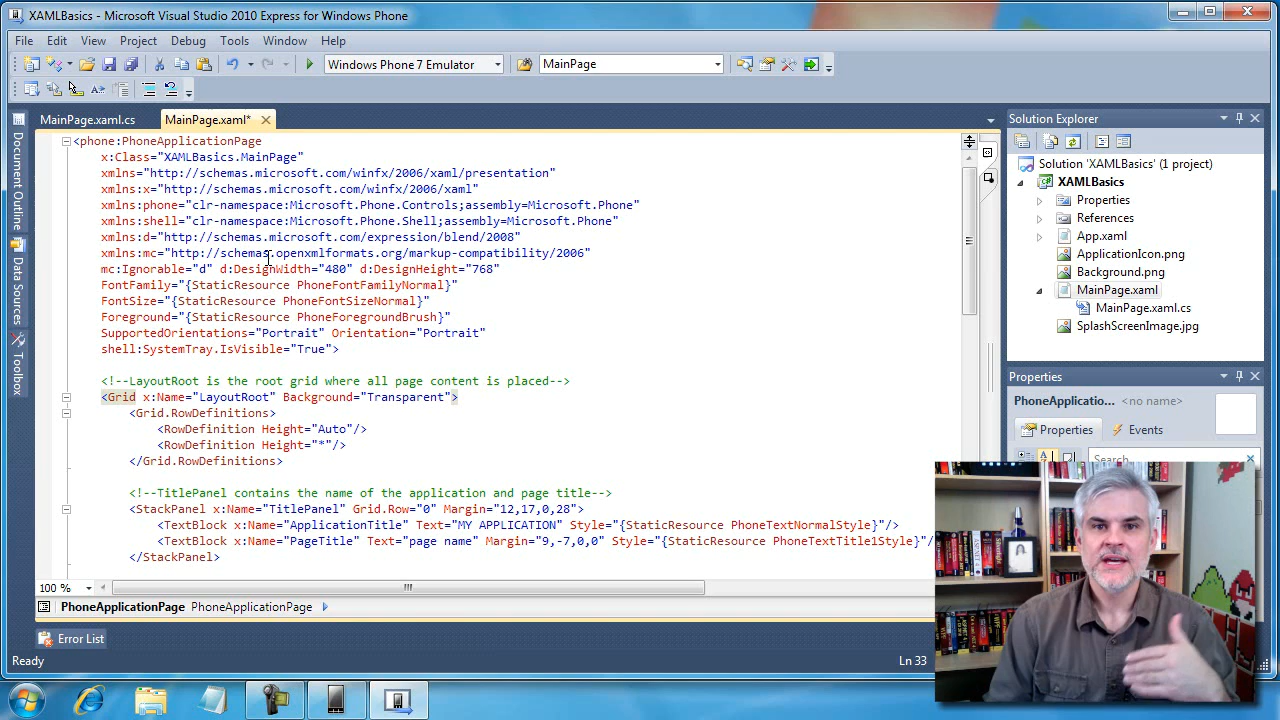 XAMLBasics - Microsoft Visual Studio 2010 Express for Windows Phone
File Edit View Project Debug Tools Window Help
Windows Phone 7 Emulator MainPage
MainPage.xaml.cs MainPage.xaml*
Document Outline
Data Sources
Toolbox
<phone:PhoneApplicationPage
x:Class="XAMLBasics.MainPage"
xmlns="http://schemas.microsoft.com/winfx/2006/xaml/presentation"
xmlns:x="http://schemas.microsoft.com/winfx/2006/xaml"
xmlns:phone="clr-namespace:Microsoft.Phone.Controls;assembly=Microsoft.Phone"
xmlns:shell="clr-namespace:Microsoft.Phone.Shell;assembly=Microsoft.Phone"
xmlns:d="http://schemas.microsoft.com/expression/blend/2008"
xmlns:mc="http://schemas.openxmlformats.org/markup-compatibility/2006"
mc:Ignorable="d" d:DesignWidth="480" d:DesignHeight="768"
FontFamily="{StaticResource PhoneFontFamilyNormal}"
FontSize="{StaticResource PhoneFontSizeNormal}"
Foreground="{StaticResource PhoneForegroundBrush}"
SupportedOrientations="Portrait" Orientation="Portrait"
shell:SystemTray.IsVisible="True">
<!--LayoutRoot is the root grid where all page content is placed-->
<Grid x:Name="LayoutRoot" Background="Transparent">
<Grid.RowDefinitions>
<RowDefinition Height="Auto"/>
<RowDefinition Height="*"/>
</Grid.RowDefinitions>
<!--TitlePanel contains the name of the application and page title-->
<StackPanel x:Name="TitlePanel" Grid.Row="0" Margin="12,17,0,28">
<TextBlock x:Name="ApplicationTitle" Text="MY APPLICATION" Style="{StaticResource PhoneTextNormalStyle}"/>
<TextBlock x:Name="PageTitle" Text="page name" Margin="9,-7,0,0" Style="{StaticResource PhoneTextTitle1Style}"/
</StackPanel>
100 %
PhoneApplicationPage PhoneApplicationPage
Error List
Ready Ln 33
Solution Explorer
Solution 'XAMLBasics' (1 project)
XAMLBasics
Properties
References
App.xaml
ApplicationIcon.png
Background.png
MainPage.xaml
MainPage.xaml.cs
SplashScreenImage.jpg
Properties
PhoneApplicatio... <no name>
Properties Events
Search